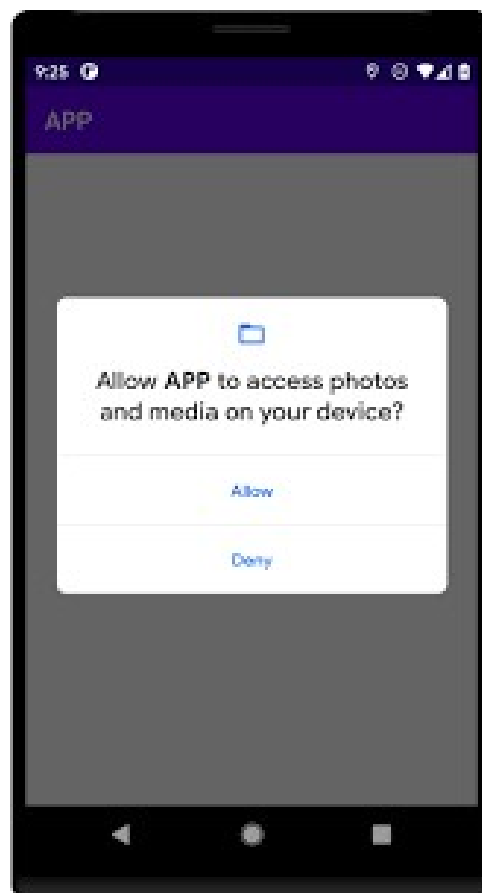 9:25
APP
Allow APP to access photos
and media on your device?
Allow
Deny